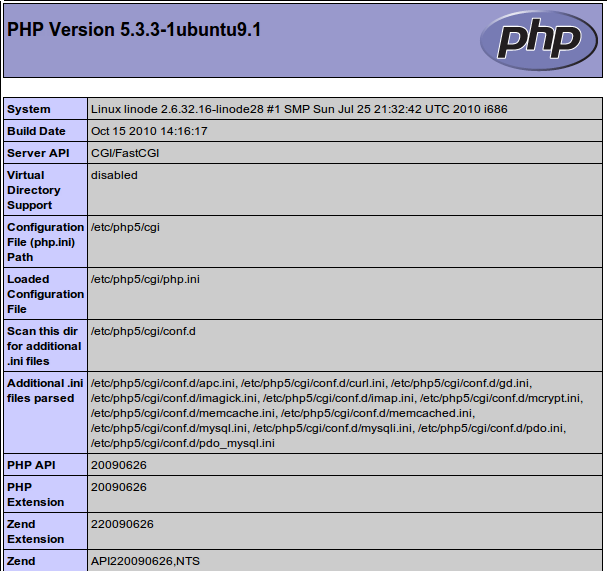 PHP Version 5.3.3-1ubuntu9.1
php
System Linux linode 2.6.32.16-linode28 #1 SMP Sun Jul 25 21:32:42 UTC 2010 i686
Build Date Oct 15 2010 14:16:17
Server API CGI/FastCGI
Virtual disabled
Directory
Support
Configuration /etc/php5/cgi
File (php.ini)
Path
Loaded /etc/php5/cgi/php.ini
Configuration
File
Scan this dir /etc/php5/cgi/conf.d
for additional
.ini files
Additional .ini /etc/php5/cgi/conf.d/apc.ini, /etc/php5/cgi/conf.d/curl.ini, /etc/php5/cgi/conf.d/gd.ini,
files parsed /etc/php5/cgi/conf.d/imagick.ini, /etc/php5/cgi/conf.d/imap.ini, /etc/php5/cgi/conf.d/mcrypt.ini,
/etc/php5/cgi/conf.d/memcache.ini, /etc/php5/cgi/conf.d/memcached.ini,
/etc/php5/cgi/conf.d/mysql.ini, /etc/php5/cgi/conf.d/mysqli.ini, /etc/php5/cgi/conf.d/pdo.ini,
/etc/php5/cgi/conf.d/pdo_mysql.ini
PHP API 20090626
PHP 20090626
Extension
Zend 220090626
Extension
Zend API220090626,NTS